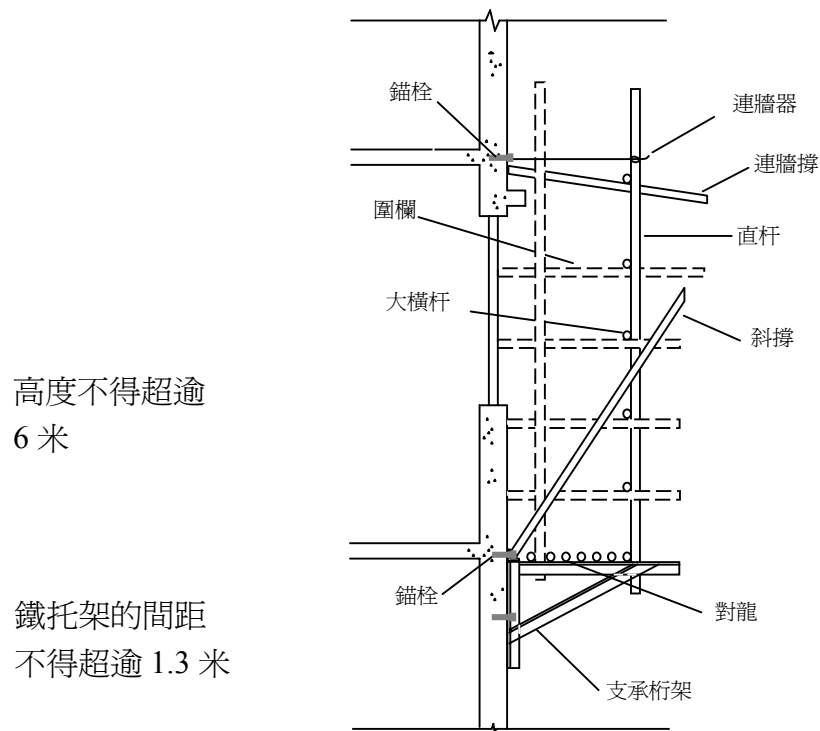 錨栓
連牆器
連牆撐
圍欄
直杆
大橫杆
斜撐
高度不得超逾
6 米
錨栓
對龍
鐵托架的間距
不得超逾 1.3 米
支承桁架